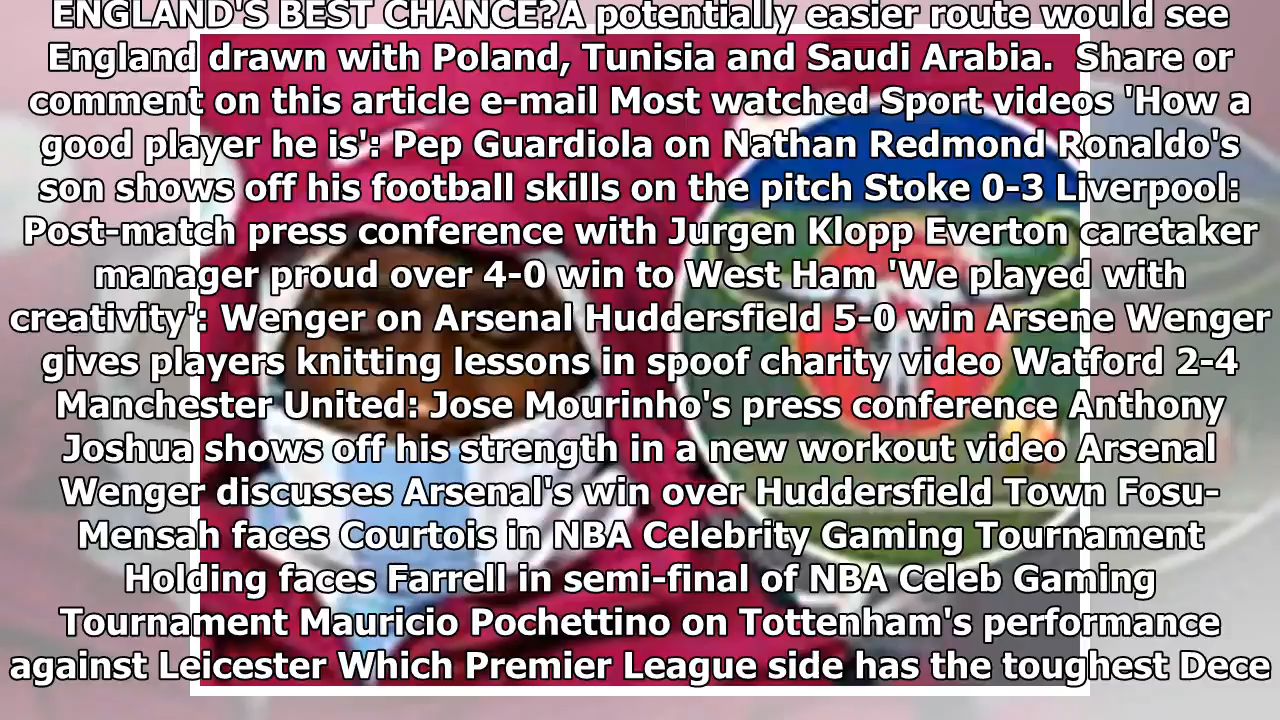 ENGLAND'S BEST CHANCE?A potentially easier route would see
England drawn with Poland, Tunisia and Saudi Arabia.  Share or
comment on this article e-mail Most watched Sport videos 'How a
good player he is': Pep Guardiola on Nathan Redmond Ronaldo's
son shows off his football skills on the pitch Stoke 0-3 Liverpool:
Post-match press conference with Jurgen Klopp Everton caretaker
manager proud over 4-0 win to West Ham 'We played with
creativity': Wenger on Arsenal Huddersfield 5-0 win Arsene Wenger
gives players knitting lessons in spoof charity video Watford 2-4
Manchester United: Jose Mourinho's press conference Anthony
Joshua shows off his strength in a new workout video Arsenal
Wenger discusses Arsenal's win over Huddersfield Town Fosu-
Mensah faces Courtois in NBA Celebrity Gaming Tournament
Holding faces Farrell in semi-final of NBA Celeb Gaming
Tournament Mauricio Pochettino on Tottenham's performance
against Leicester Which Premier League side has the toughest Dece